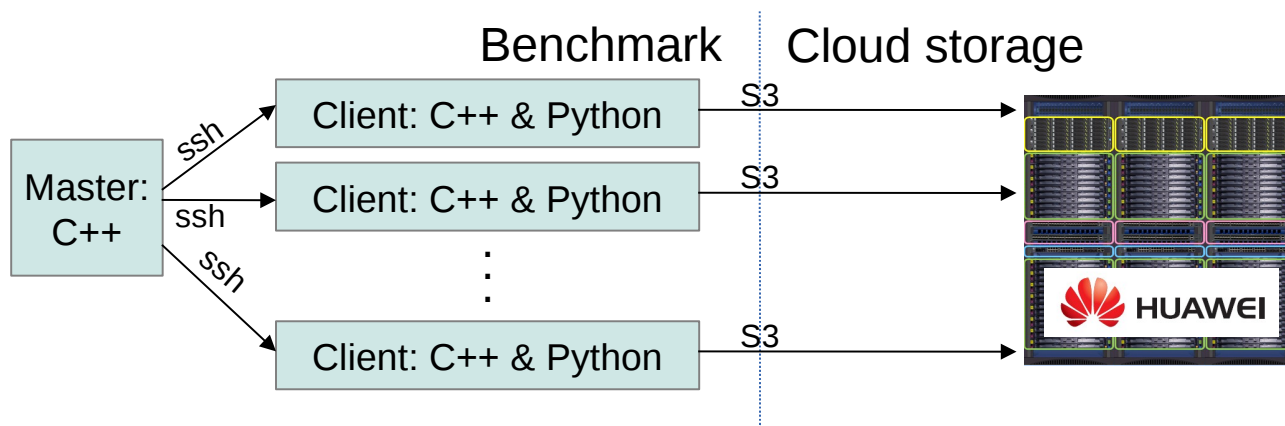 Benchmark
Cloud storage
Master:
C++
ssh
ssh
ssh
Client: C++ & Python
S3
Client: C++ & Python
S3
⋮
Client: C++ & Python
S3
HUAWEI